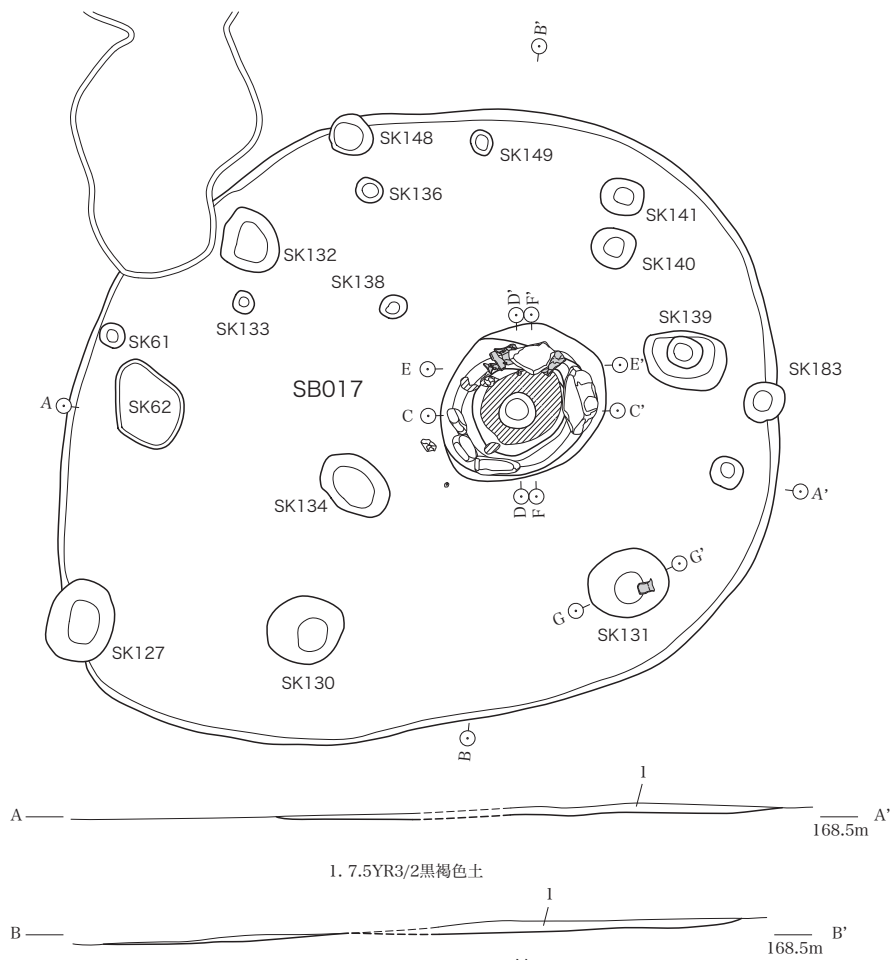 B'
SK148
SK149
SK136
SK141
SK132
SK140
SK138
D' F'
SK133
SK139
SK61
E E'
SK183
SB017
A
SK62
C C'
SK134
A'
D F
G'
G
SK131
SK127
SK130
B
1
A A'
168.5m
1. 7.5YR3/2黒褐色土
1
B B'
168.5m